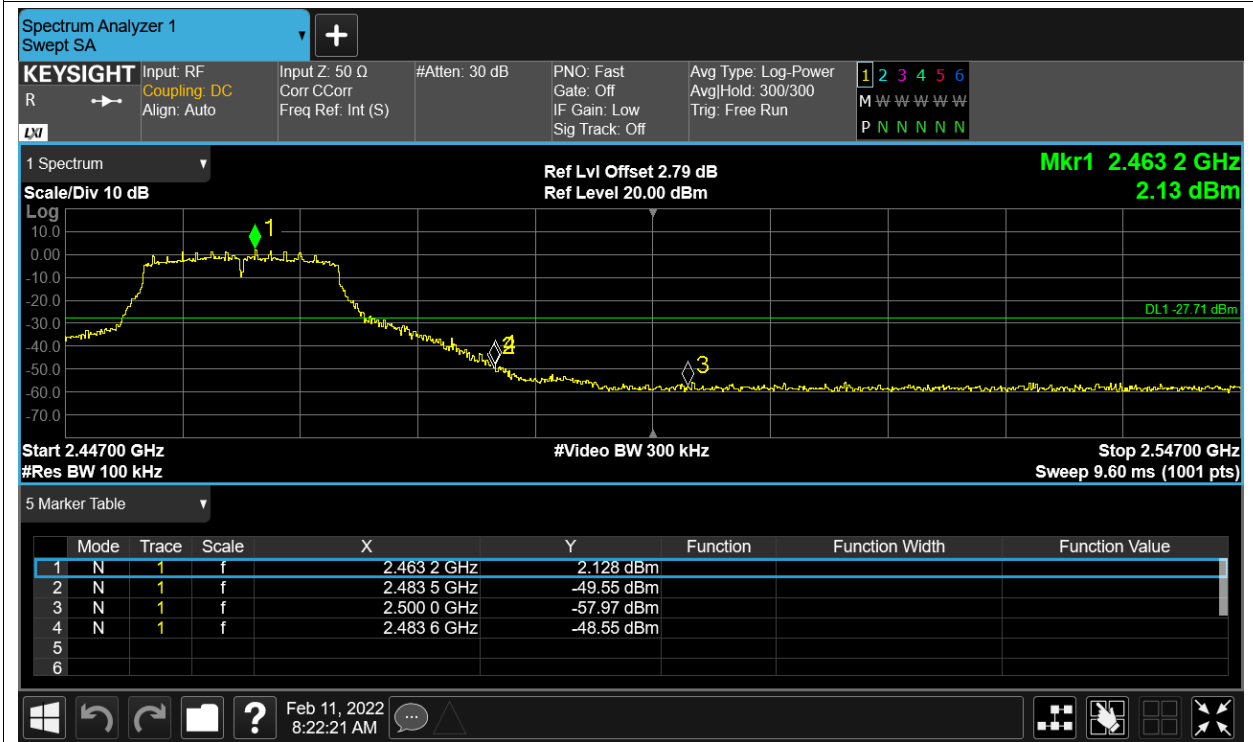 Spectrum Analyzer 1
Swept SA
+
KEYSIGHT Input: RF Input Z: 50 Ω #Atten: 30 dB PNO: Fast Avg Type: Log-Power 1 2 3 4 5 6
R Coupling: DC Corr CCorr Gate: Off Avg|Hold: 300/300 M W W W W W
Align: Auto Freq Ref: Int (S) IF Gain: Low Trig: Free Run
LXI Sig Track: Off P N N N N N
1 Spectrum Ref Lvl Offset 2.79 dB Mkr1 2.463 2 GHz
Scale/Div 10 dB Ref Level 20.00 dBm 2.13 dBm
Log
10.0 1
0.00
-10.0
-20.0
DL1 -27.71 dBm
-30.0
-40.0 2 4
-50.0 3
-60.0
-70.0
Start 2.44700 GHz #Video BW 300 kHz Stop 2.54700 GHz
#Res BW 100 kHz Sweep 9.60 ms (1001 pts)
5 Marker Table
Mode Trace Scale X Y Function Function Width Function Value
1 N 1 f 2.463 2 GHz 2.128 dBm
2 N 1 f 2.483 5 GHz -49.55 dBm
3 N 1 f 2.500 0 GHz -57.97 dBm
4 N 1 f 2.483 6 GHz -48.55 dBm
5
6
? Feb 11, 2022
8:22:21 AM